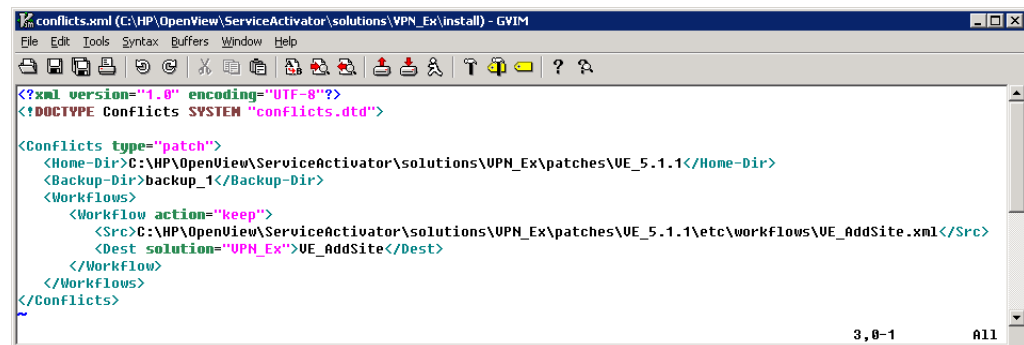 conflicts.xml (C:\HP\OpenView\ServiceActivator\solutions\VPN_Ex\install) - GVIM
File Edit Tools Syntax Buffers Window Help
<?xml version="1.0" encoding="UTF-8"?>
<!DOCTYPE Conflicts SYSTEM "conflicts.dtd">
<Conflicts type="patch">
<Home-Dir>C:\HP\OpenView\ServiceActivator\solutions\VPN_Ex\patches\VE_5.1.1</Home-Dir>
<Backup-Dir>backup_1</Backup-Dir>
<Workflows>
<Workflow action="keep">
<Src>C:\HP\OpenView\ServiceActivator\solutions\VPN_Ex\patches\VE_5.1.1\etc\workflows\VE_AddSite.xml</Src>
<Dest solution="VPN_Ex">VE_AddSite</Dest>
</Workflow>
</Workflows>
</Conflicts>
~
3,0-1 All